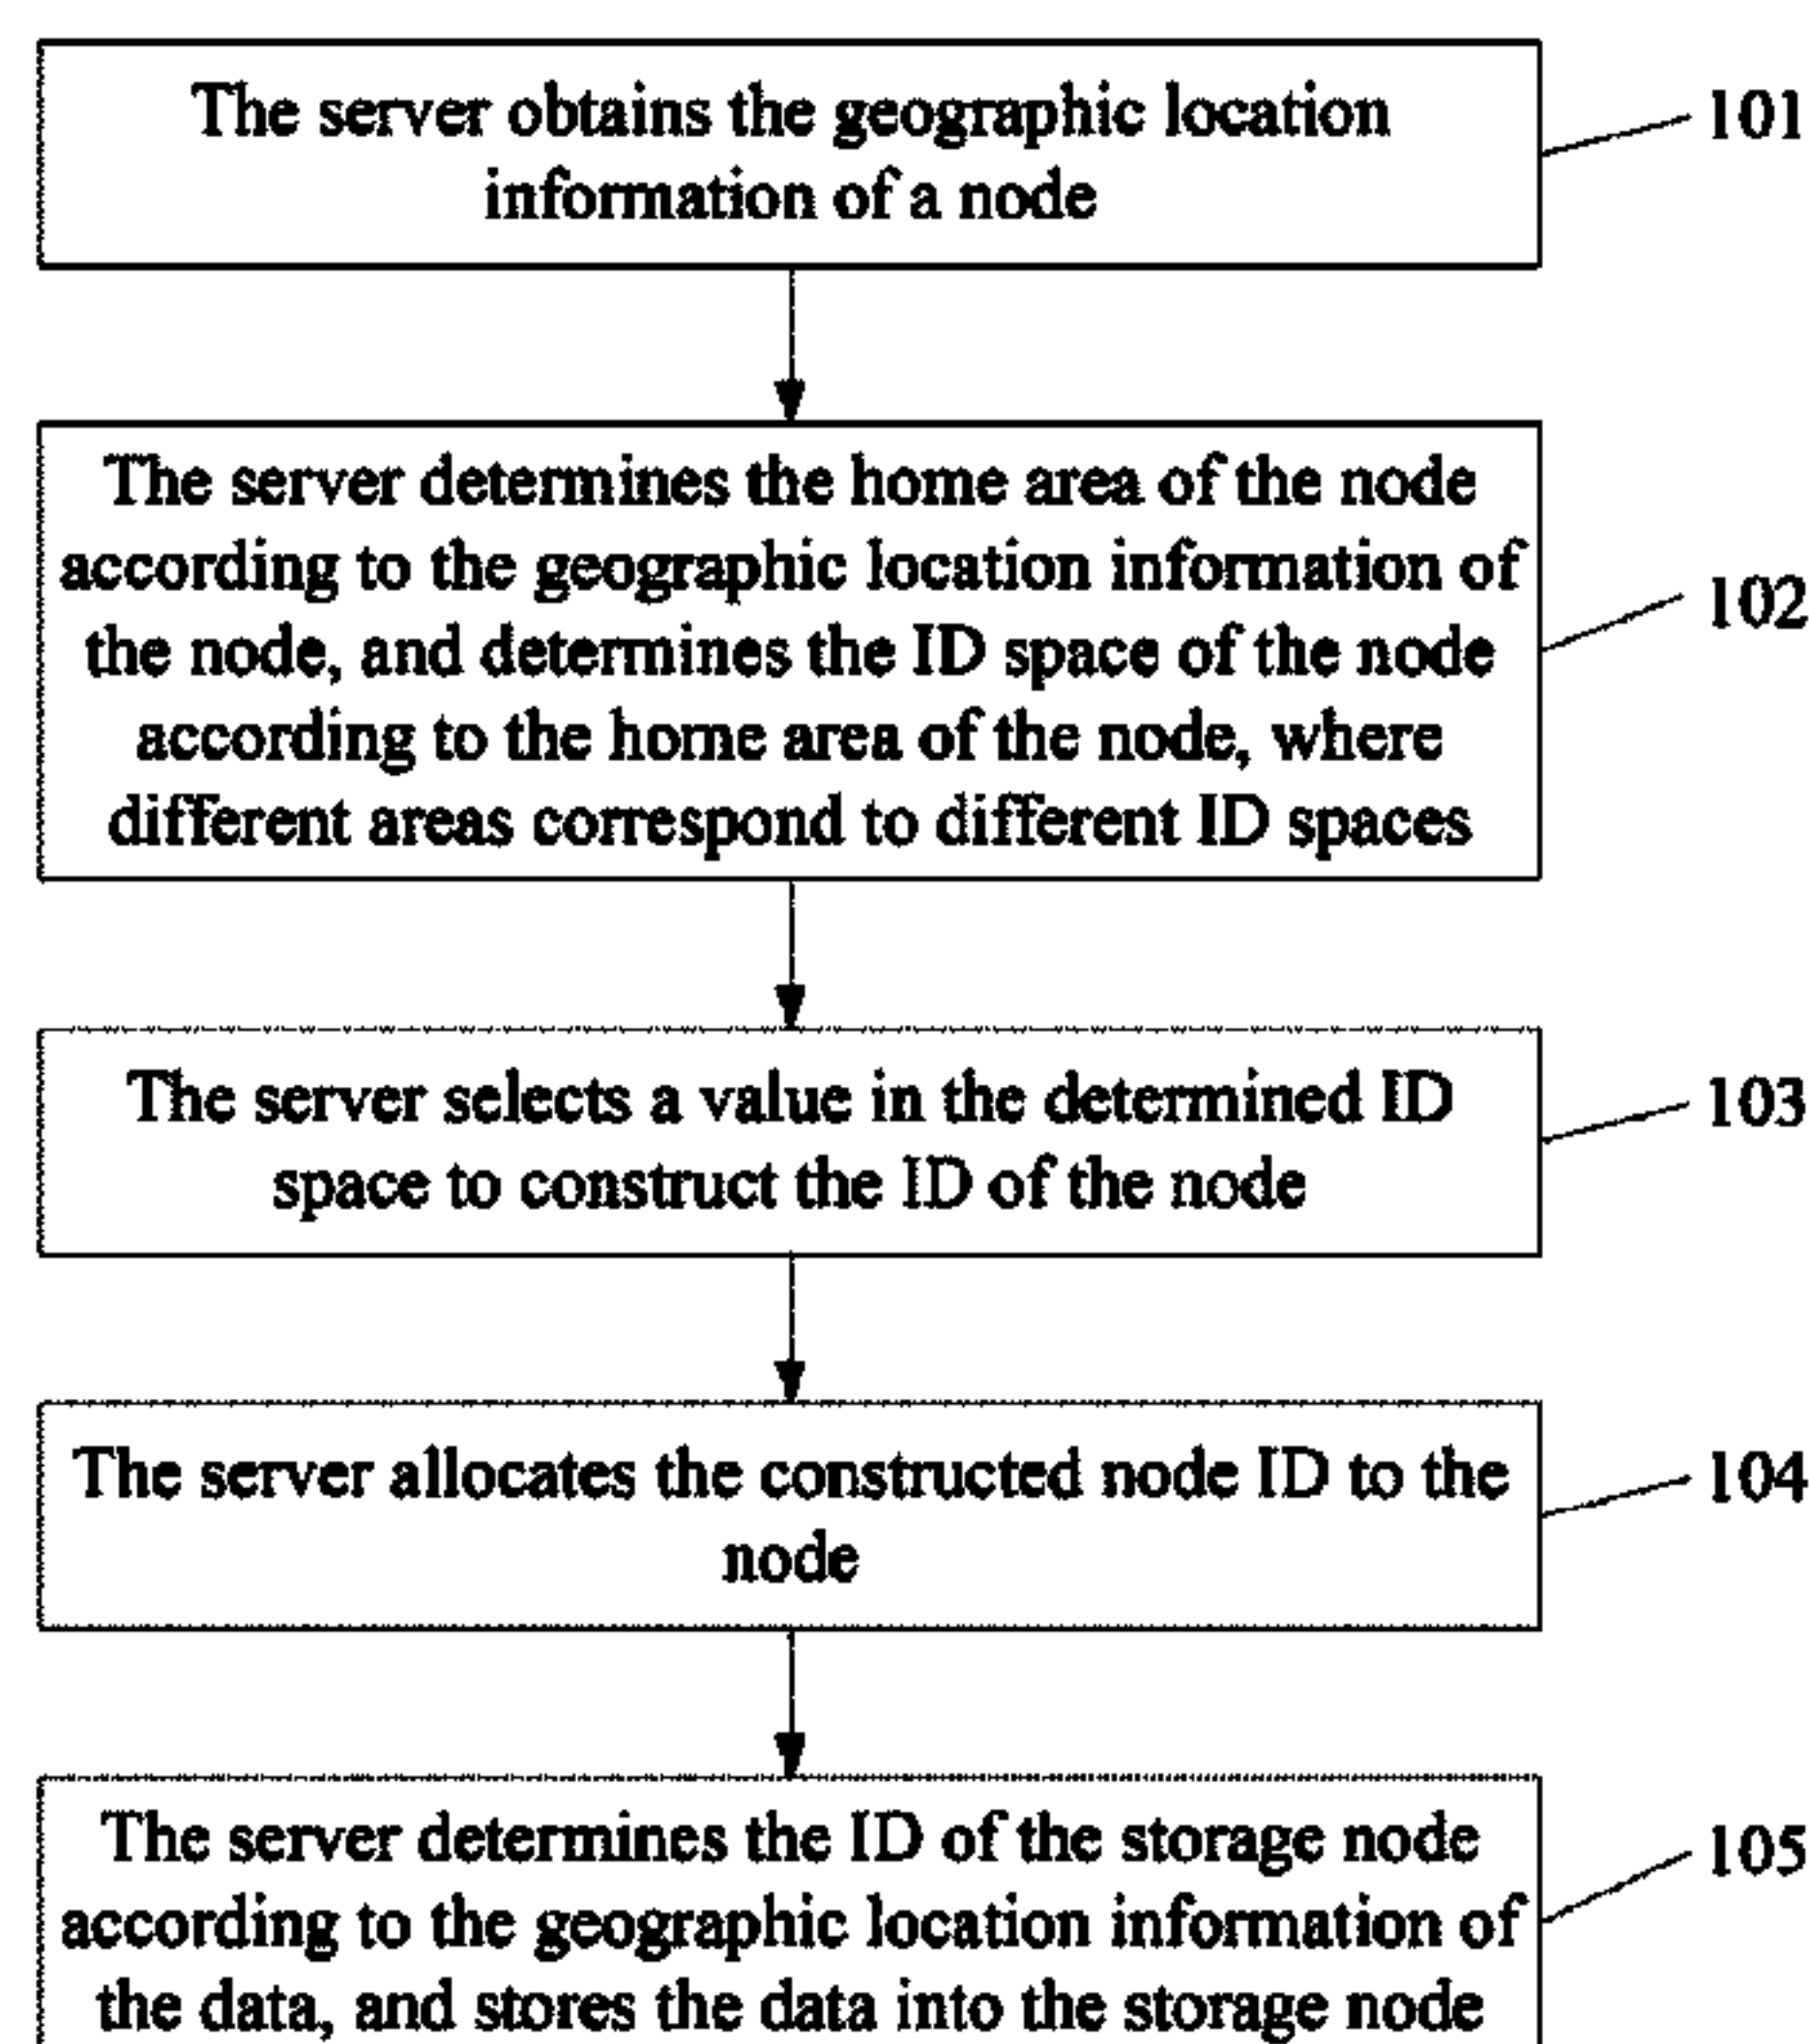 The server obtains the geographic location
information of a node
101
The server determines the home area of the node
according to the geographic location information of
the node, and determines the ID space of the node
according to the home area of the node, where
different areas correspond to different ID spaces
102
The server selects a value in the determined ID
space to construct the ID of the node
103
The server allocates the constructed node ID to the
node
104
The server determines the ID of the storage node
according to the geographic location information of
the data, and stores the data into the storage node
105